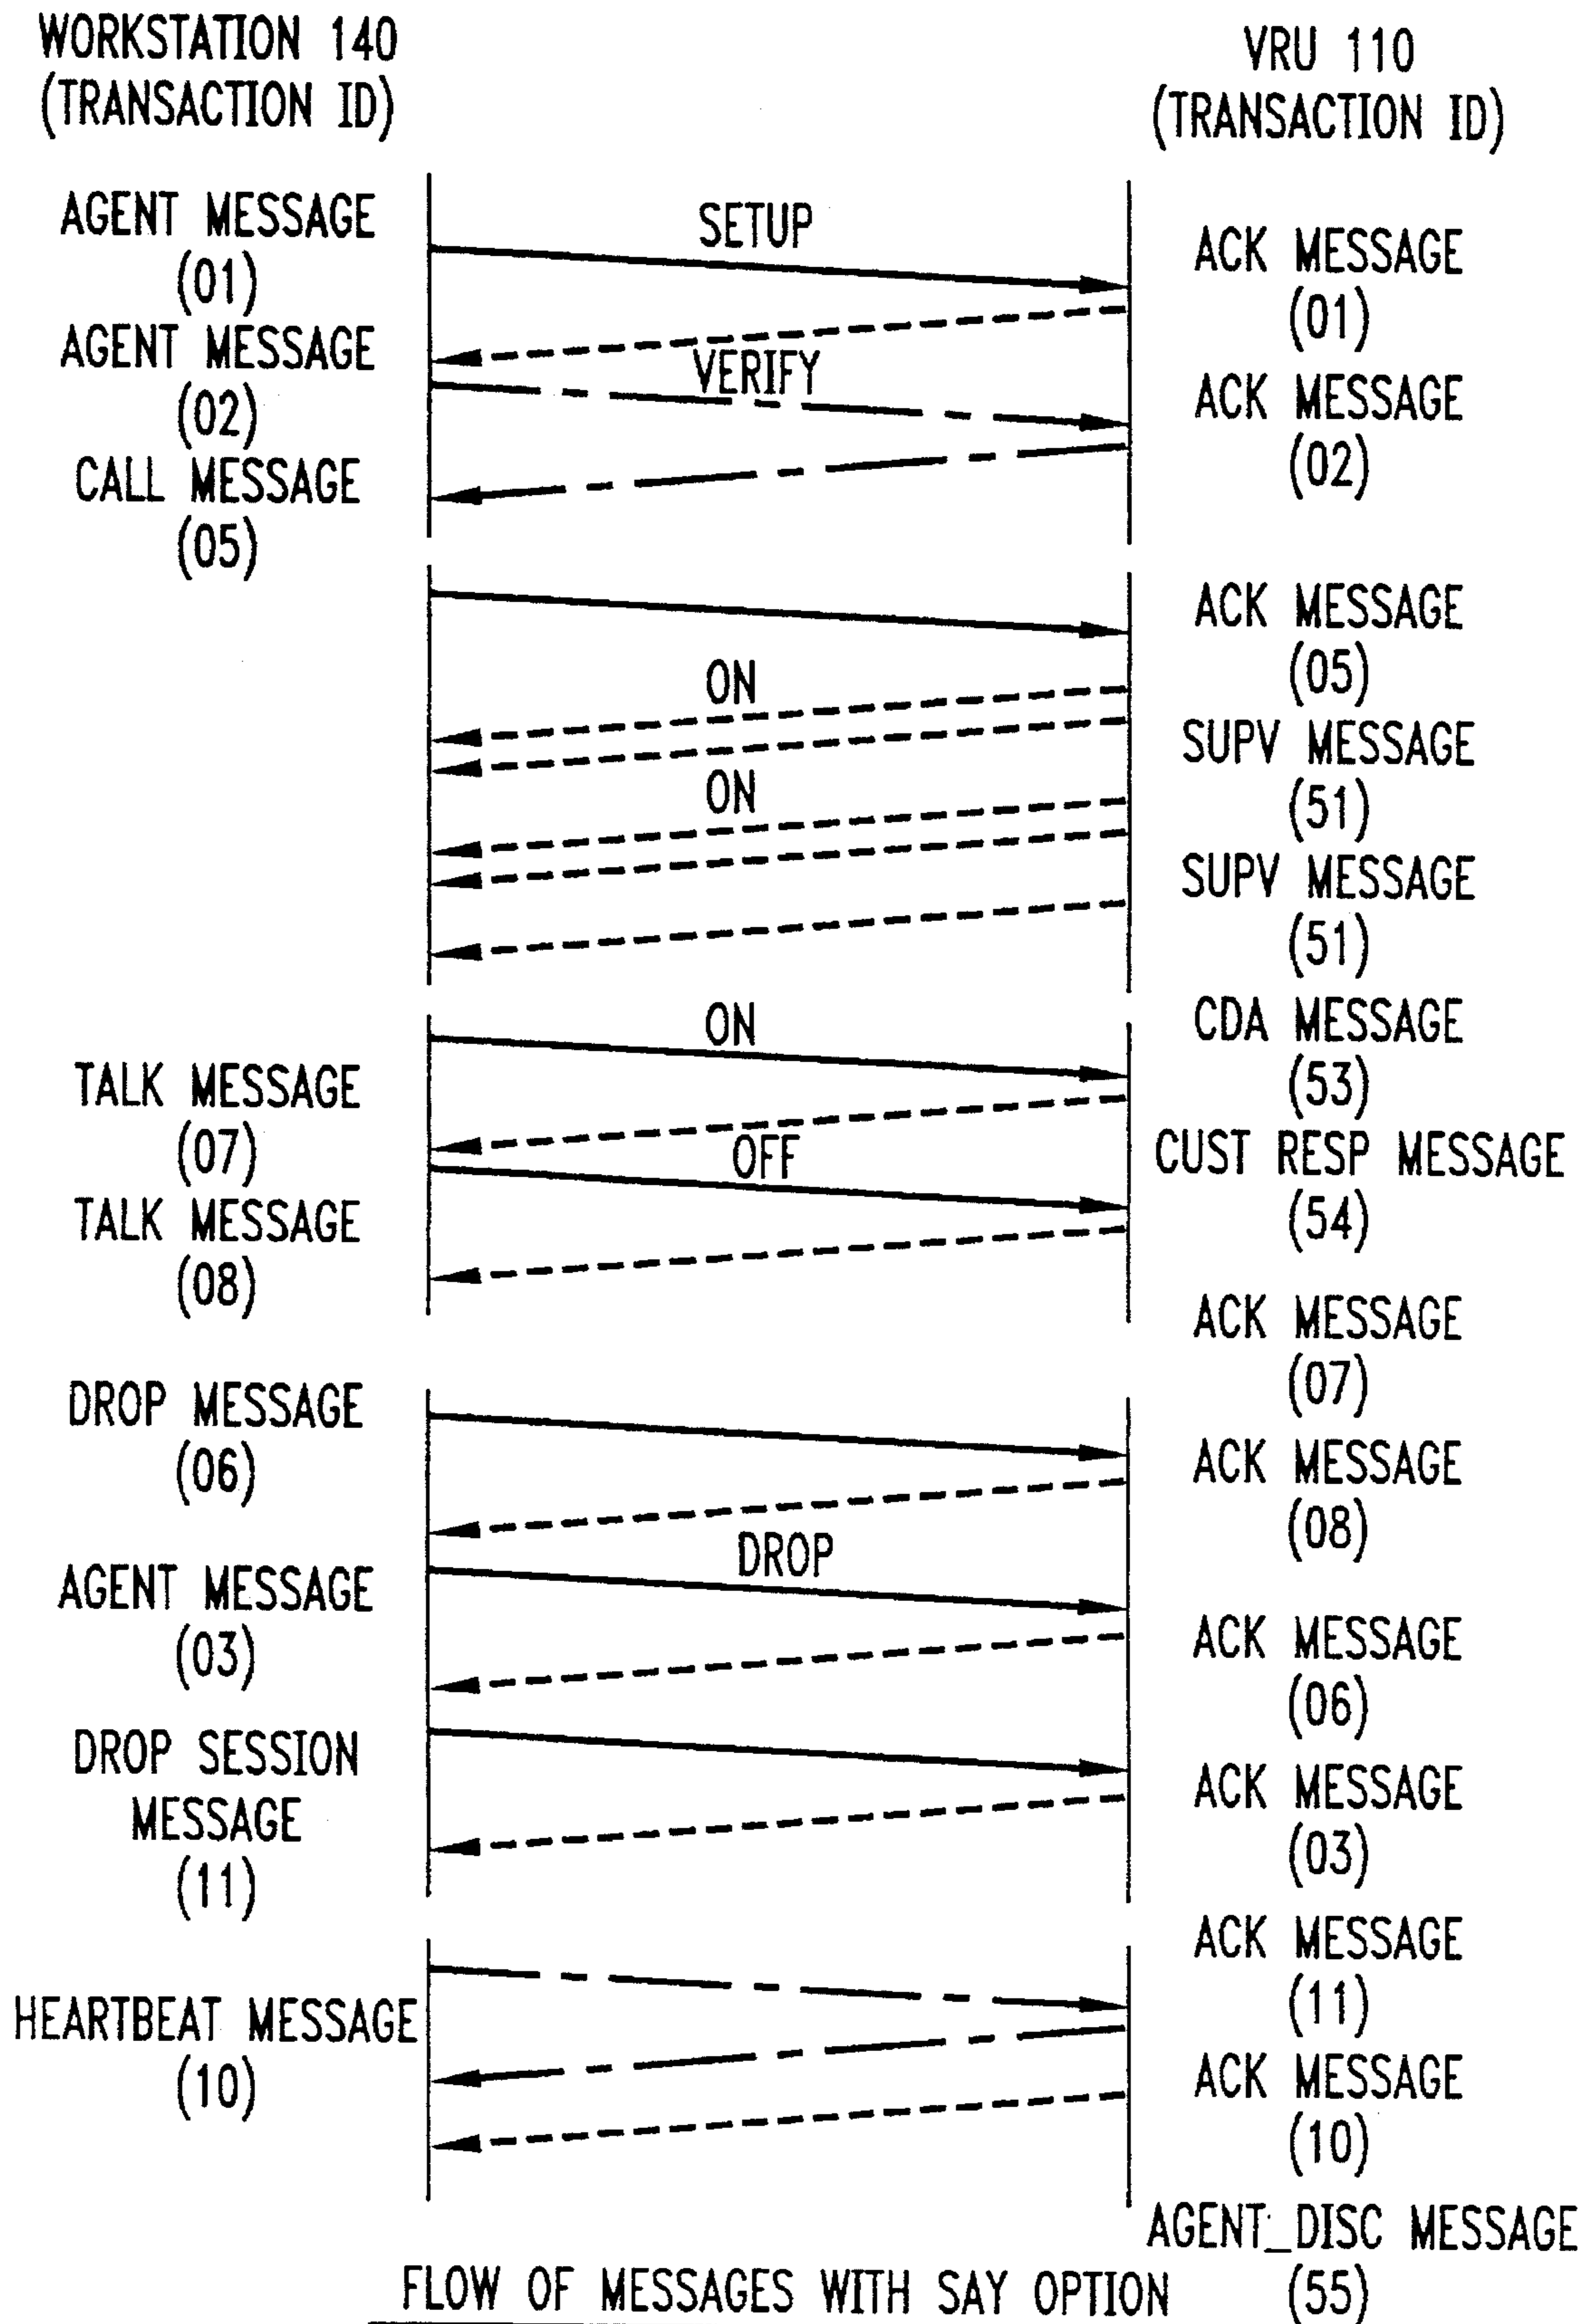 WORKSTATION 140
(TRANSACTION ID)
VRU 110
(TRANSACTION ID)
AGENT MESSAGE
(01)
SETUP
ACK MESSAGE
(01)
AGENT MESSAGE
(02)
VERIFY
ACK MESSAGE
(02)
CALL MESSAGE
(05)
ACK MESSAGE
(05)
ON
SUPV MESSAGE
(51)
ON
SUPV MESSAGE
(51)
ON
CDA MESSAGE
(53)
TALK MESSAGE
(07)
OFF
CUST RESP MESSAGE
(54)
TALK MESSAGE
(08)
ACK MESSAGE
(07)
DROP MESSAGE
(06)
ACK MESSAGE
(08)
DROP
AGENT MESSAGE
(03)
ACK MESSAGE
(06)
DROP SESSION
MESSAGE
(11)
ACK MESSAGE
(03)
ACK MESSAGE
(11)
HEARTBEAT MESSAGE
(10)
ACK MESSAGE
(10)
AGENT_DISC MESSAGE
(55)
FLOW OF MESSAGES WITH SAY OPTION